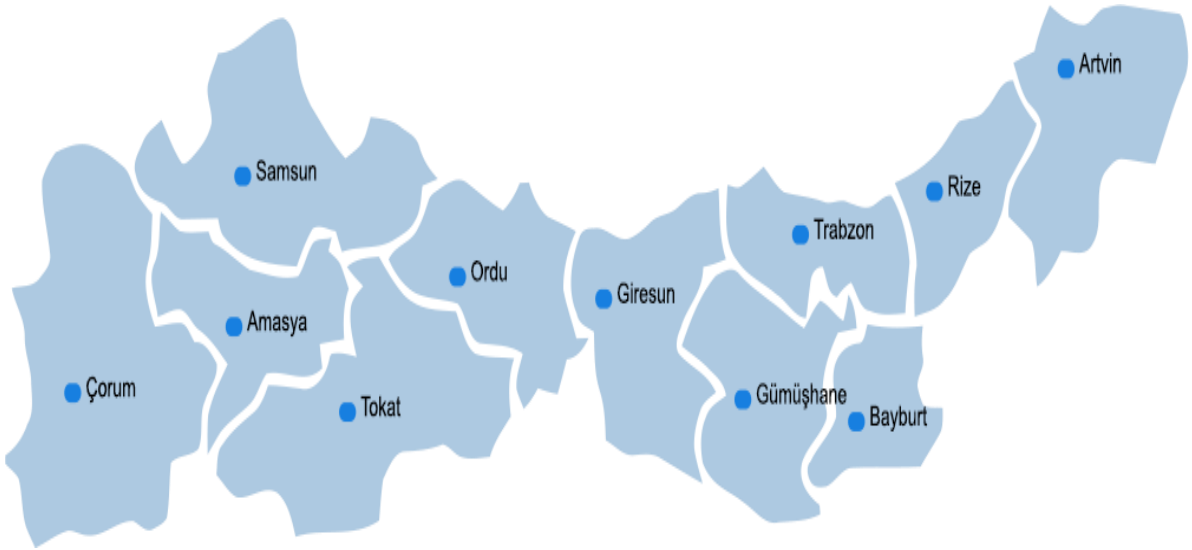 Artvin
Samsun
Rize
Trabzon
Ordu
Giresun
Amasya
Çorum
Tokat
Gümüşhane
Bayburt